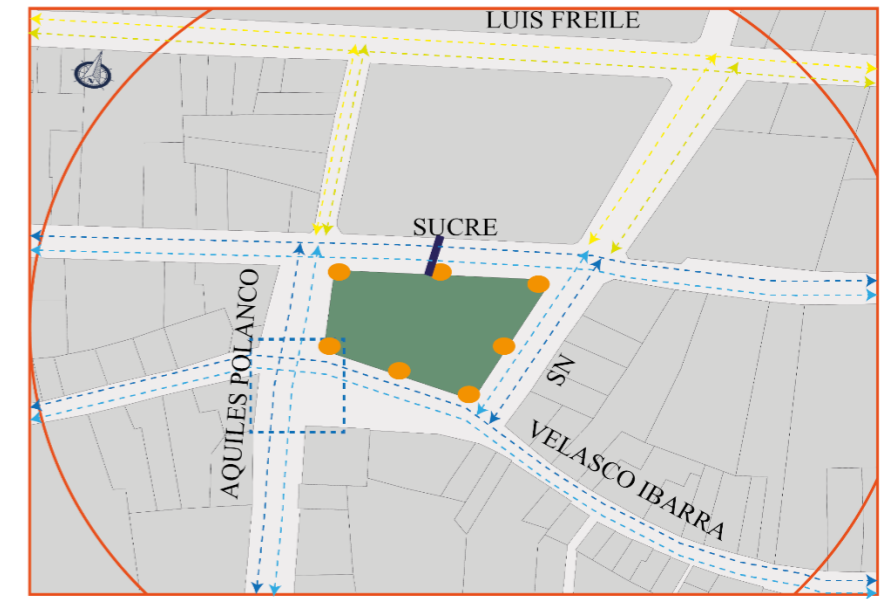 LUIS FREILE
SUCRE
AQUILES POLANCO
SN
VELASCO IBARRA